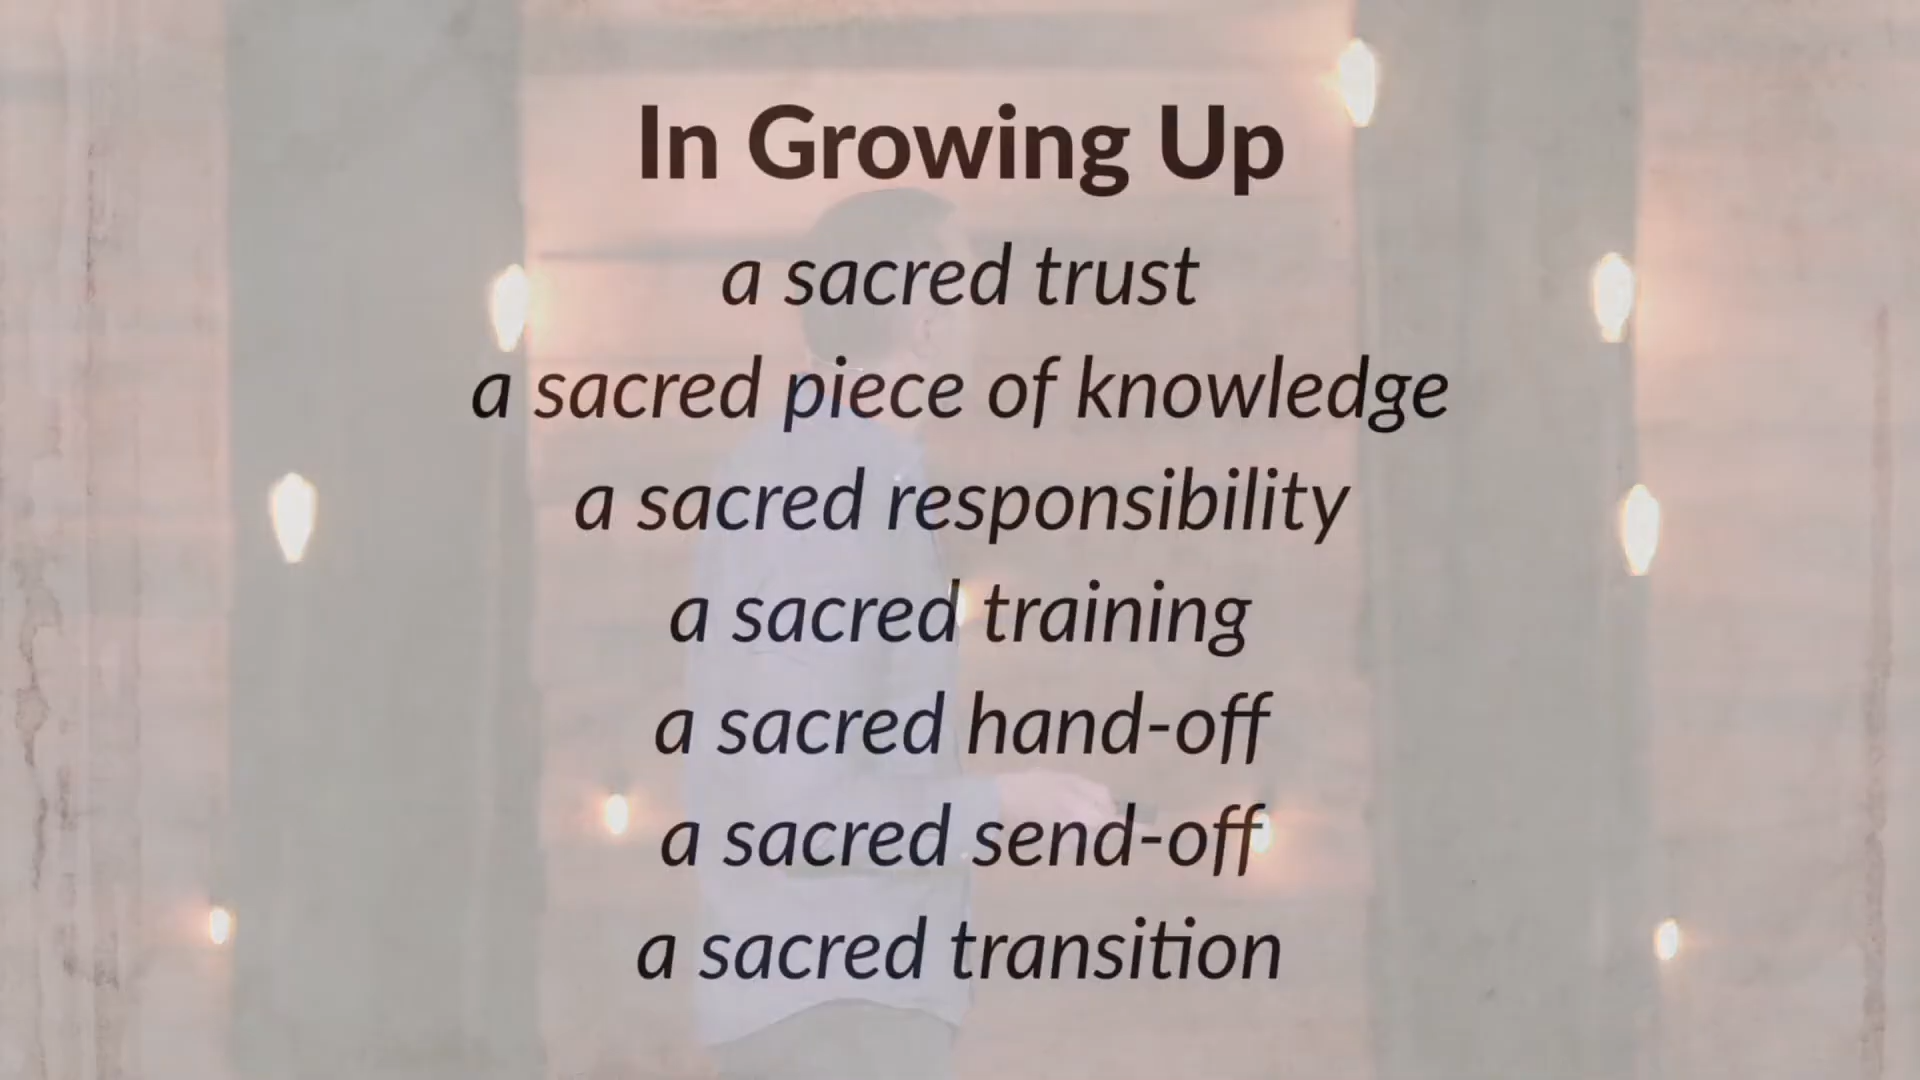 In Growing Up
a sacred trust
a sacred piece of knowledge
a sacred responsibility
a sacred training
a sacred hand-off
a sacred send-off
a sacred transition